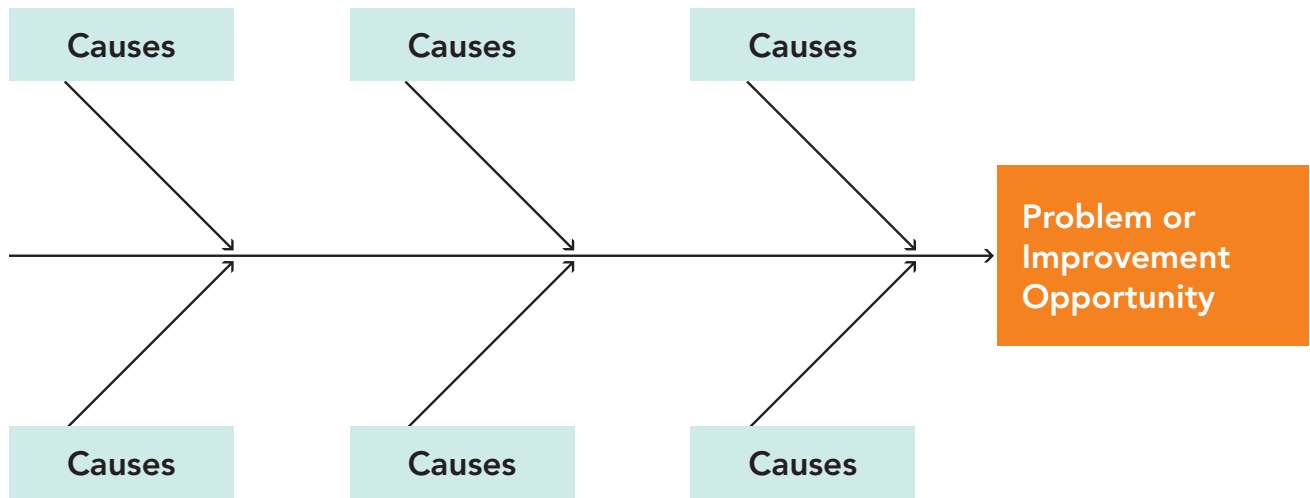 Causes
Causes
Causes
Problem or
Improvement
Opportunity
Causes
Causes
Causes